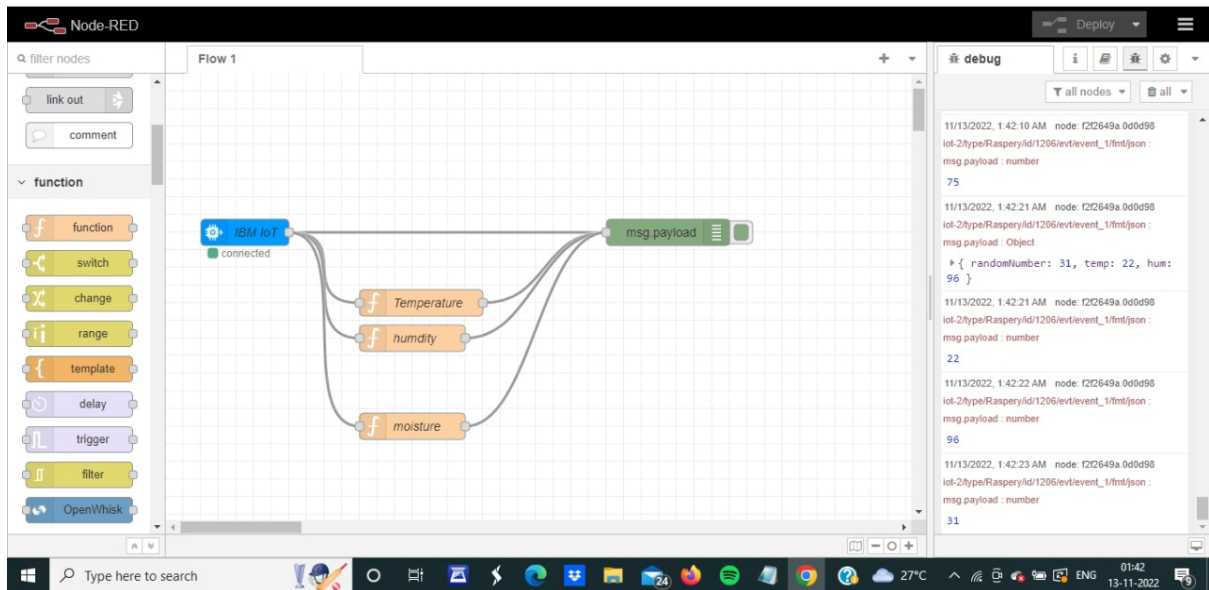 Node-RED
Deploy
filter nodes
Flow 1
debug
i
all nodes
all
link out
comment
function
function
switch
change
range
template
delay
trigger
filter
OpenWhisk
IBM IoT
connected
Temperature
humdity
moisture
msg.payload
11/13/2022, 1:42:10 AM node: f2f2649a.0d0d98
iot-2/type/Raspery/id/1206/evt/event_1/fmt/json :
msg.payload : number
75
11/13/2022, 1:42:21 AM node: f2f2649a.0d0d98
iot-2/type/Raspery/id/1206/evt/event_1/fmt/json :
msg.payload : Object
{ randomNumber: 31, temp: 22, hum:
96 }
11/13/2022, 1:42:21 AM node: f2f2649a.0d0d98
iot-2/type/Raspery/id/1206/evt/event_1/fmt/json :
msg.payload : number
22
11/13/2022, 1:42:22 AM node: f2f2649a.0d0d98
iot-2/type/Raspery/id/1206/evt/event_1/fmt/json :
msg.payload : number
96
11/13/2022, 1:42:23 AM node: f2f2649a.0d0d98
iot-2/type/Raspery/id/1206/evt/event_1/fmt/json :
msg.payload : number
31
Type here to search
24
27°C
ENG
01:42
13-11-2022
9